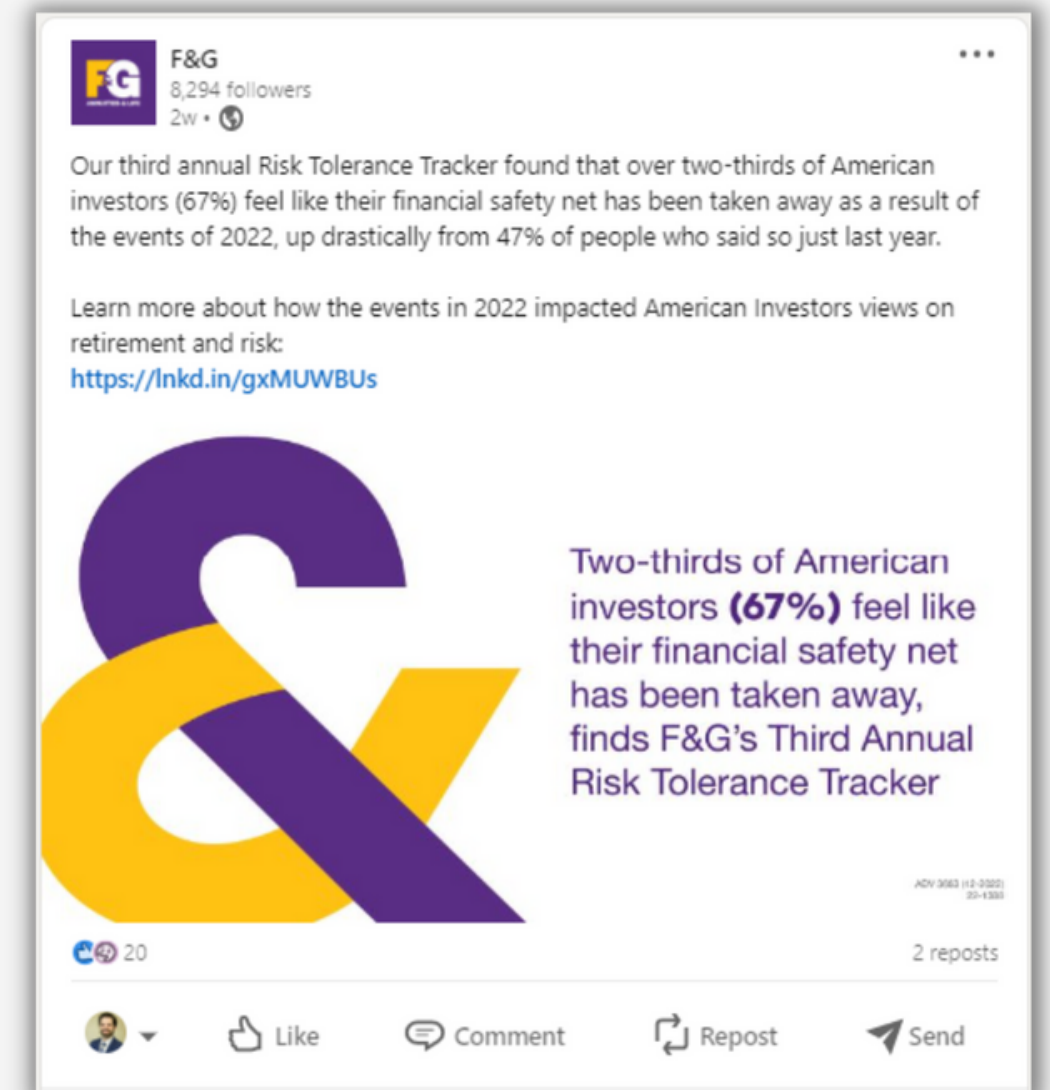 F&G
F&G
8,294 followers
2w •
Our third annual Risk Tolerance Tracker found that over two-thirds of American
investors (67%) feel like their financial safety net has been taken away as a result of
the events of 2022, up drastically from 47% of people who said so just last year.
Learn more about how the events in 2022 impacted American Investors views on
retirement and risk:
https://lnkd.in/gxMUWBUs
&
Two-thirds of American
investors (67%) feel like
their financial safety net
has been taken away,
finds F&G's Third Annual
Risk Tolerance Tracker
20
2 reposts
Like
Comment
Repost
Send